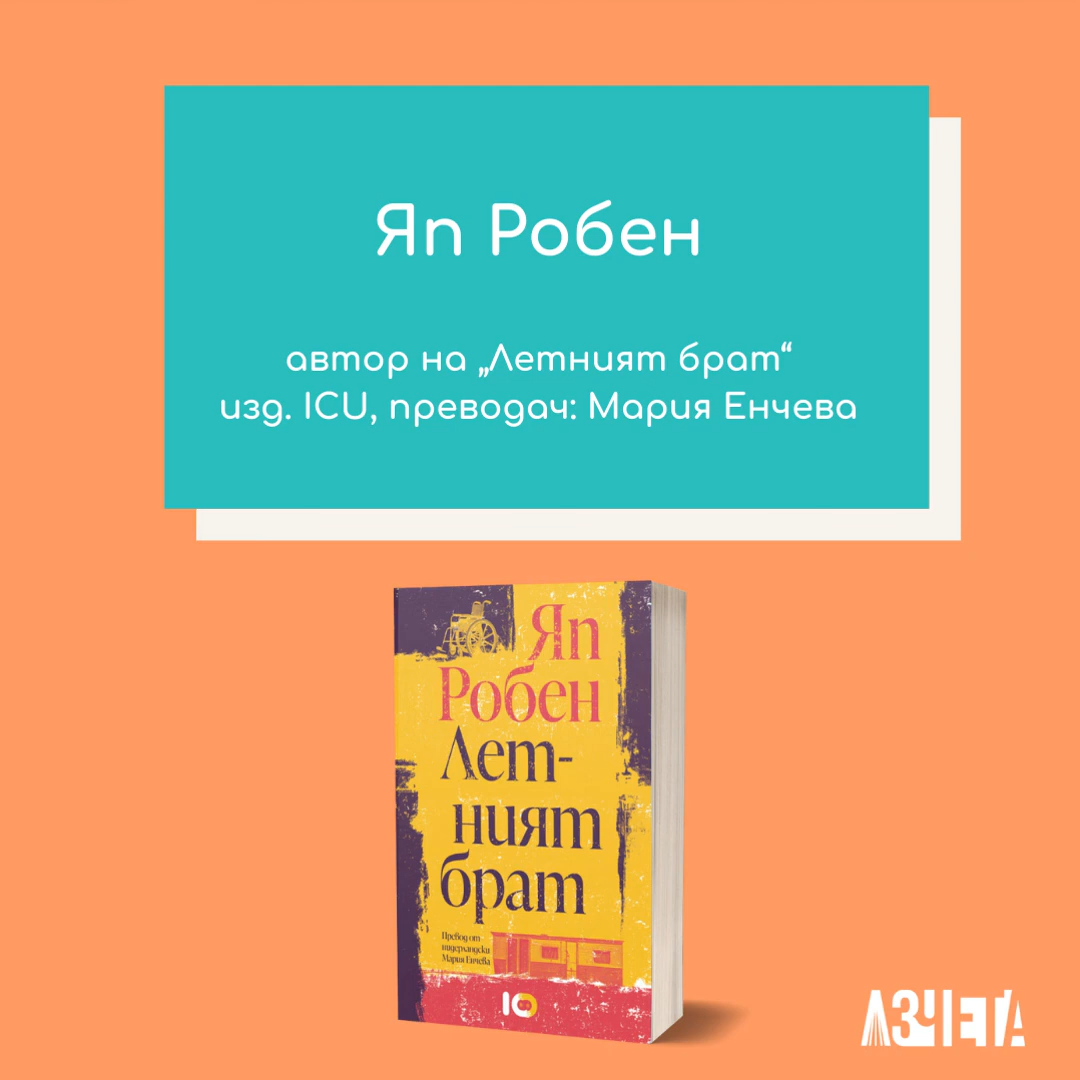 Яп Робен
автор на „Летният брат“
изд. ICU, преводач: Мария Енчева
Яп
Робен
Лет-
ният
брат
Превод от
нидерландски
Мария Енчева
ICU
АЗЧЕТА